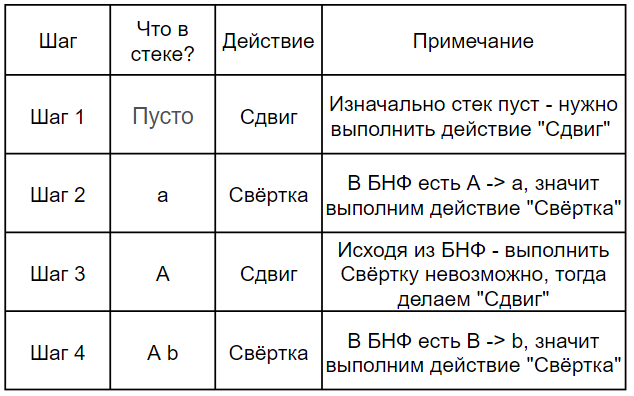 Шаг
Что в
стеке?
Действие
Примечание
Шаг 1
Пусто
Сдвиг
Изначально стек пуст - нужно
выполнить действие "Сдвиг"
Шаг 2
a
Свёртка
В БНФ есть A -> a, значит
выполним действие "Свёртка"
Шаг 3
A
Сдвиг
Исходя из БНФ - выполнить
Свёртку невозможно, тогда
делаем "Сдвиг"
Шаг 4
A b
Свёртка
В БНФ есть B -> b, значит
выполним действие "Свёртка"